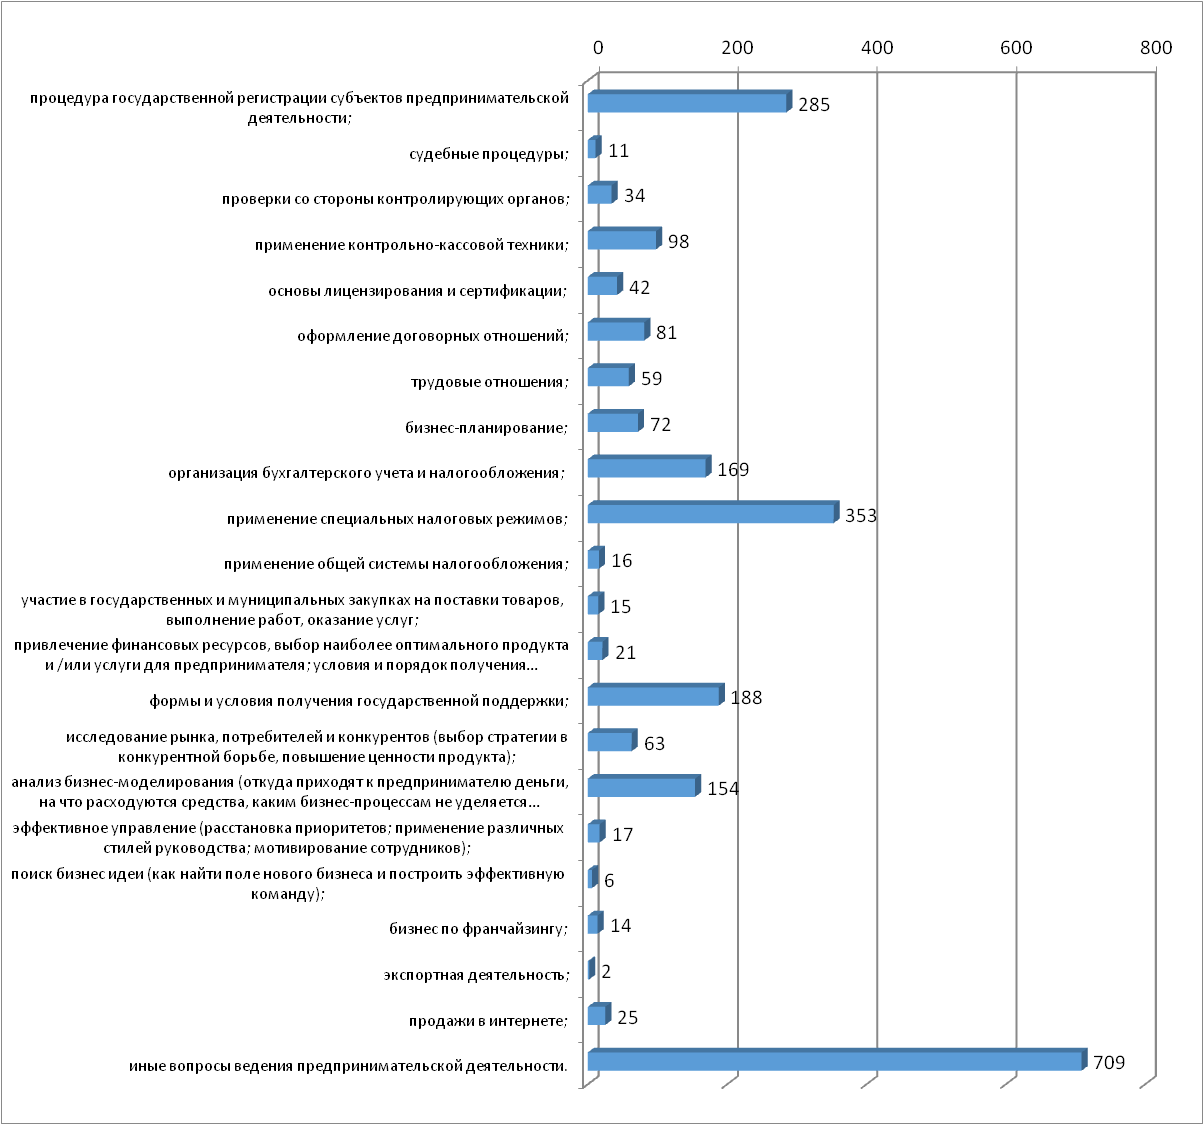 0 200 400 600 800
процедура государственной регистрации субъектов предпринимательской
деятельности;
285
судебные процедуры;
11
проверки со стороны контролирующих органов;
34
применение контрольно-кассовой техники;
98
основы лицензирования и сертификации;
42
оформление договорных отношений;
81
трудовые отношения;
59
бизнес-планирование;
72
организация бухгалтерского учета и налогообложения;
169
применение специальных налоговых режимов;
353
применение общей системы налогообложения;
16
участие в государственных и муниципальных закупках на поставки товаров,
выполнение работ, оказание услуг;
15
привлечение финансовых ресурсов, выбор наиболее оптимального продукта
и /или услуги для предпринимателя; условия и порядок получения...
21
формы и условия получения государственной поддержки;
188
исследование рынка, потребителей и конкурентов (выбор стратегии в
конкурентной борьбе, повышение ценности продукта);
63
анализ бизнес-моделирования (откуда приходят к предпринимателю деньги,
на что расходуются средства, каким бизнес-процессам не уделяется...
154
эффективное управление (расстановка приоритетов; применение различных
стилей руководства; мотивирование сотрудников);
17
поиск бизнес идеи (как найти поле нового бизнеса и построить эффективную
команду);
6
бизнес по франчайзингу;
14
экспортная деятельность;
2
продажи в интернете;
25
иные вопросы ведения предпринимательской деятельности.
709